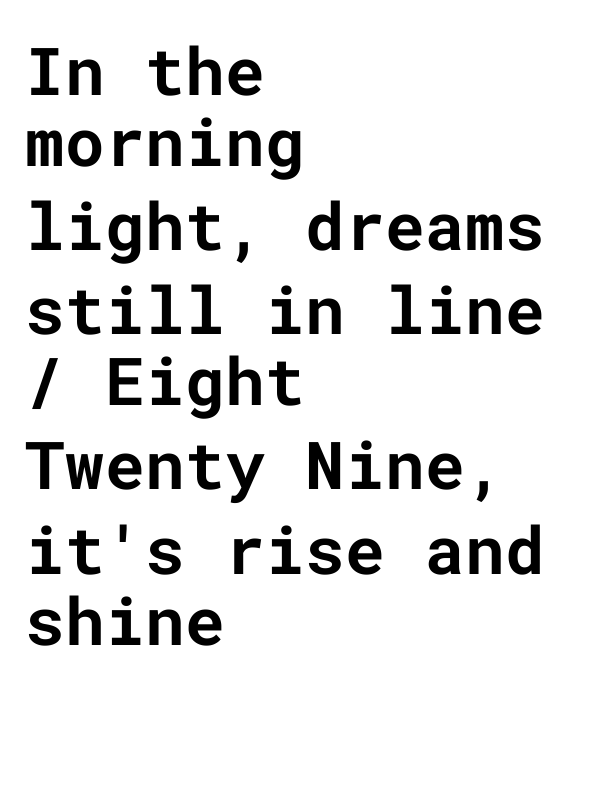 In the
morning
light, dreams
still in line
/ Eight
Twenty Nine,
it's rise and
shine